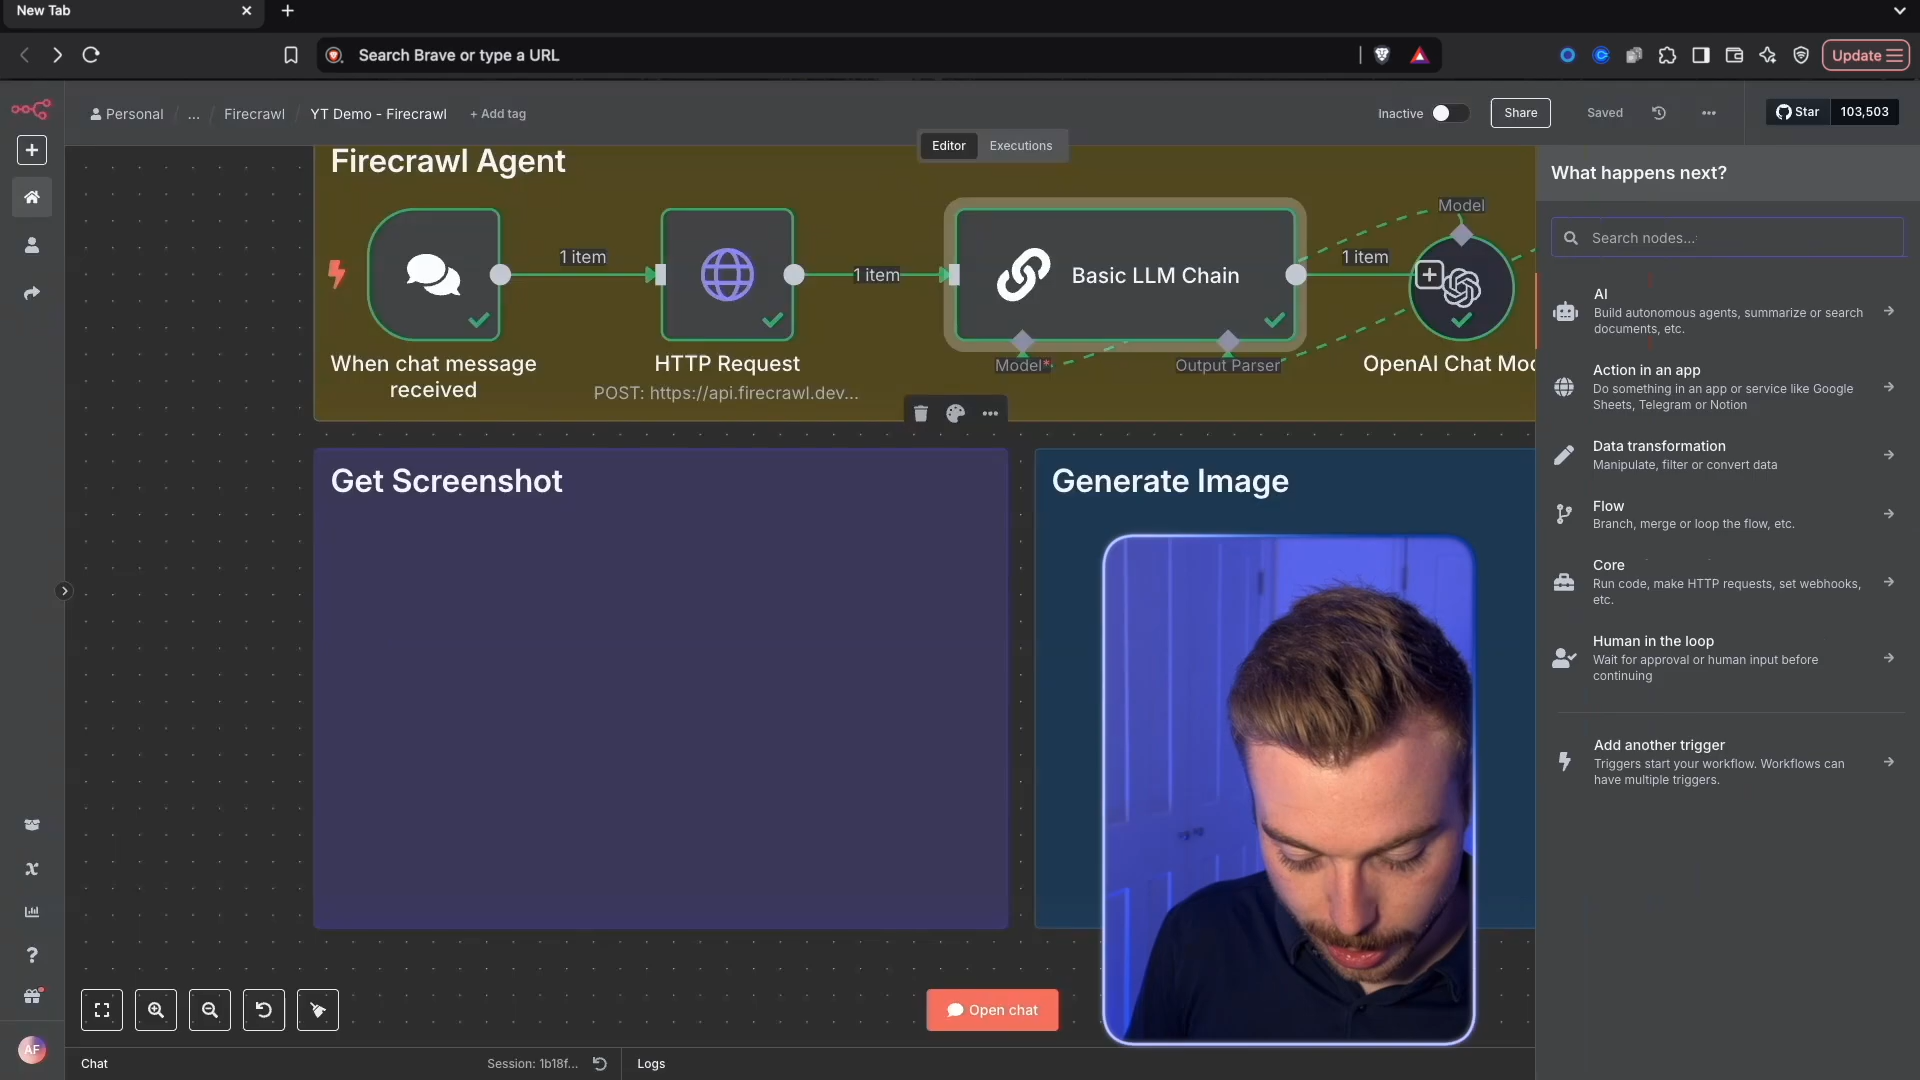 New Tab
Search Brave or type a URL
Update
Personal / ... / Firecrawl / YT Demo - Firecrawl + Add tag
Inactive
Share
Saved
Star 103,503
Editor
Executions
What happens next?
Search nodes...
Firecrawl Agent
Model
1 item
1 item
1 item
Basic LLM Chain
Model*
Output Parser
When chat message
received
HTTP Request
POST: https://api.firecrawl.dev...
OpenAI Chat Mod
Get Screenshot
Generate Image
AI
Build autonomous agents, summarize or search
documents, etc.
Action in an app
Do something in an app or service like Google
Sheets, Telegram or Notion
Data transformation
Manipulate, filter or convert data
Flow
Branch, merge or loop the flow, etc.
Core
Run code, make HTTP requests, set webhooks,
etc.
Human in the loop
Wait for approval or human input before
continuing
Add another trigger
Triggers start your workflow. Workflows can
have multiple triggers.
Open chat
AF
Chat
Session: 1b18f...
Logs